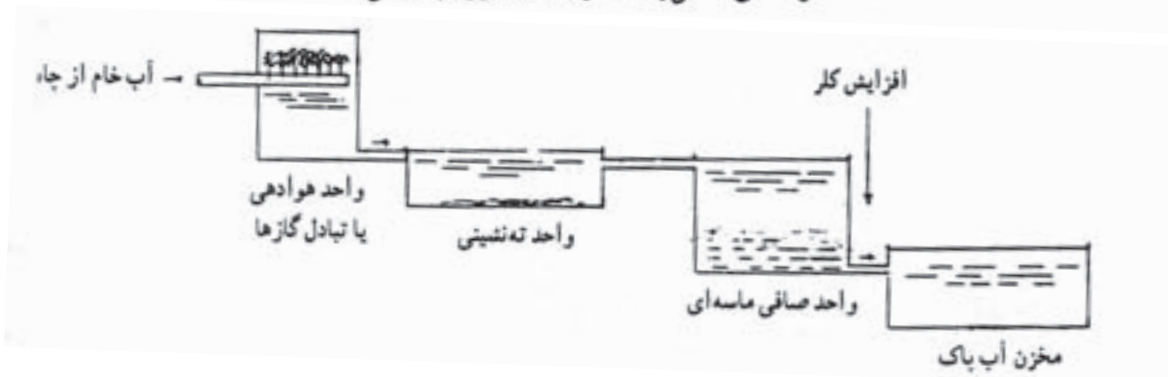 آب خام از چاه
افزایش کلر
واحد هوادهی
یا تبادل گازها
واحد ته‌نشینی
واحد صافی ماسه‌ای
مخزن آب پاک